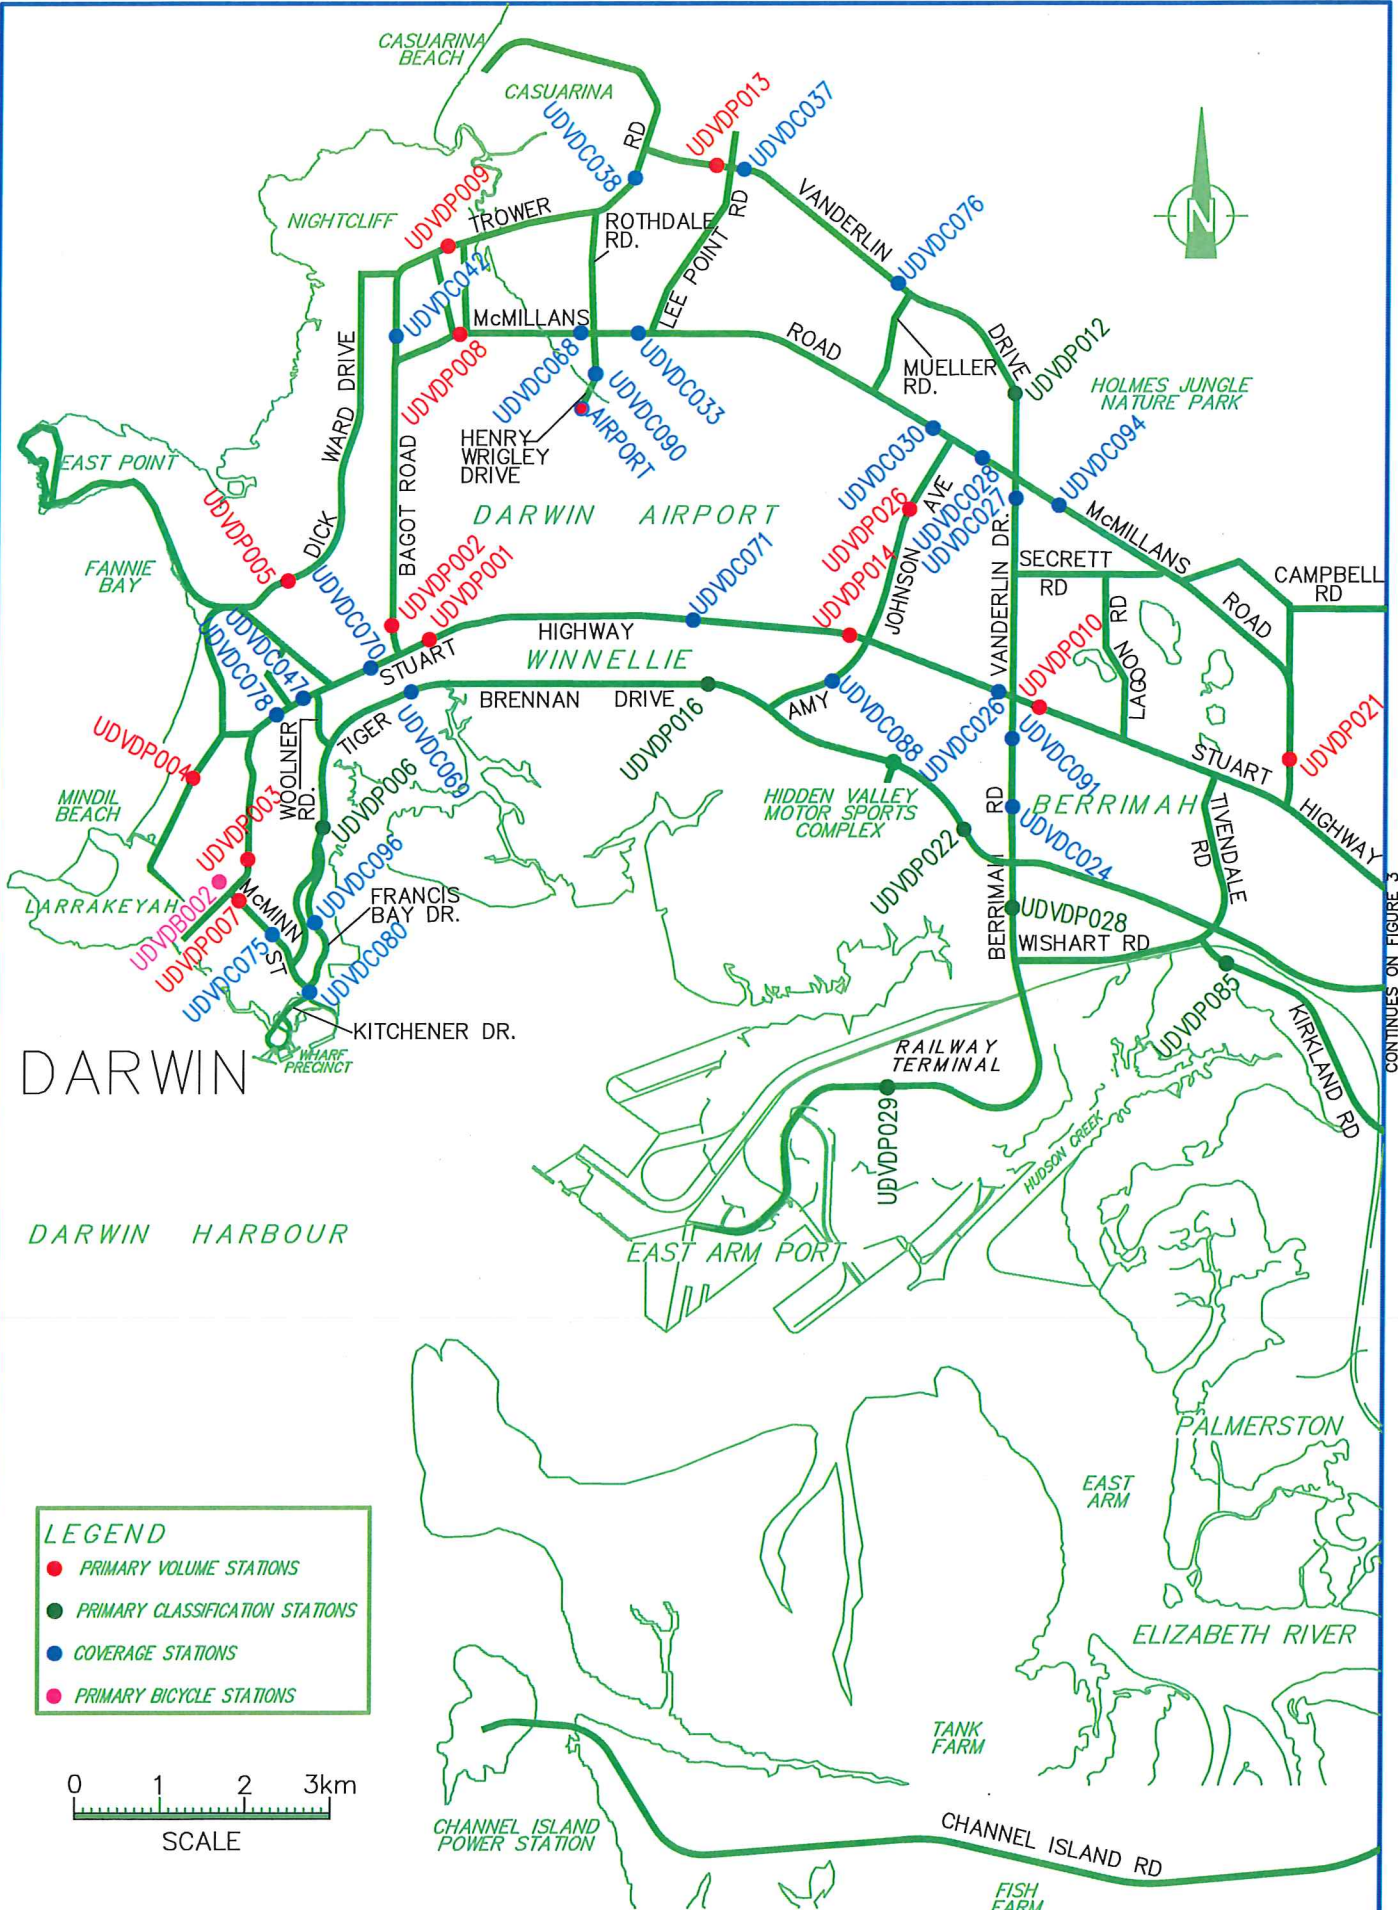 CASUARINA
BEACH
CASUARINA
UDVDP013
UDVDC037
UDVDC038
RD
UDVDP009
TROWER
NIGHTCLIFF
ROTHDALE
RD.
LEE POINT RD
VANDERLIN
UDVDC076
N
UDVDC042
McMILLANS
ROAD
DRIVE
UDVDP012
UDVDP008
UDVDC068
UDVDC033
MUELLER
RD.
HOLMES JUNGLE
NATURE PARK
WARD DRIVE
DICK
BAGOT ROAD
UDVDC090
AIRPORT
HENRY
WRIGLEY
DRIVE
UDVDC030
UDVDC094
EAST POINT
UDVDP005
DARWIN AIRPORT
UDVDP026
AVE
JOHNSON
UDVDC028
UDVDC027
McMILLANS
ROAD
FANNIE
BAY
UDVDP002
UDVDP001
UDVDC071
UDVDP014
VANDERLIN DR.
SECRETT
RD
CAMPBELL
RD
UDVDC070
UDVDC047
UDVDC078
STUART
HIGHWAY
WINNELLIE
UDVDP010
LAGOON
RD
BRENNAN DRIVE
TIGER
AMY
UDVDP016
UDVDC088
UDVDC026
UDVDC091
UDVDP021
STUART
HIGHWAY
UDVDP004
WOOLNER
RD.
UDVDC069
UDVDP006
MINDIL
BEACH
HIDDEN VALLEY
MOTOR SPORTS
COMPLEX
BERRIMAH
TIVENDALE
RD
UDVDP003
UDVDC096
UDVDP022
UDVDC024
BERRIMAH RD
LARRAKEYAH
McMINN
ST
FRANCIS
BAY DR.
UDVDB002
UDVDP007
UDVDC075
UDVDC080
UDVDP028
WISHART RD
UDVDP085
KIRKLAND RD
CONTINUES ON FIGURE 3
KITCHENER DR.
WHARF
PRECINCT
DARWIN
RAILWAY
TERMINAL
UDVDP029
HUDSON CREEK
DARWIN HARBOUR
EAST ARM PORT
PALMERSTON
EAST
ARM
ELIZABETH RIVER
LEGEND
PRIMARY VOLUME STATIONS
PRIMARY CLASSIFICATION STATIONS
COVERAGE STATIONS
PRIMARY BICYCLE STATIONS
TANK
FARM
0 1 2 3km
SCALE
CHANNEL ISLAND
POWER STATION
CHANNEL ISLAND RD
FISH
FARM